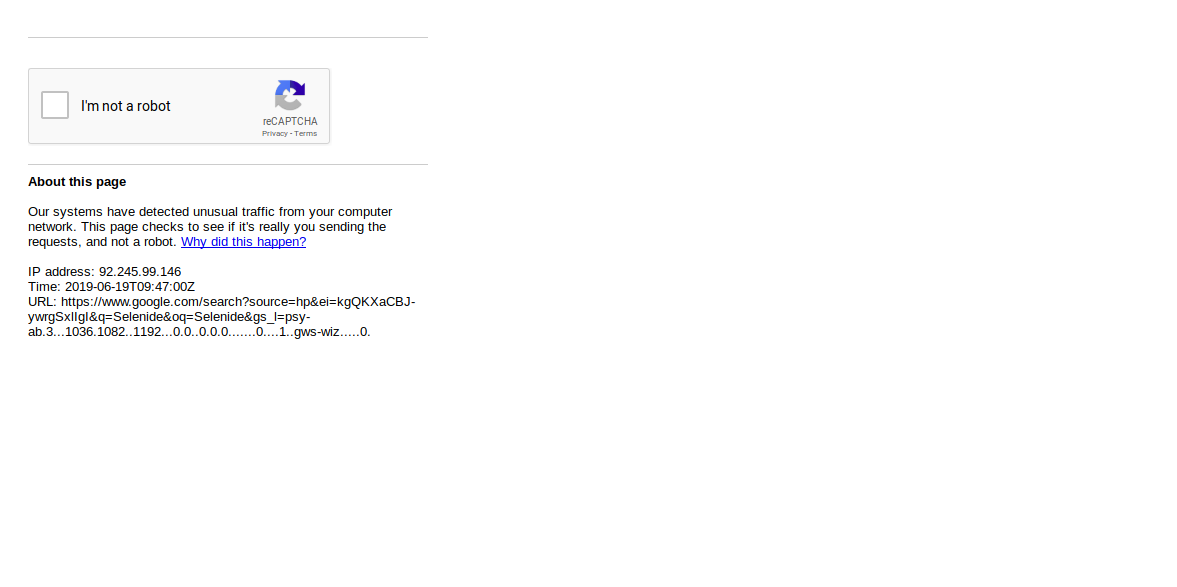 I'm not a robot
reCAPTCHA
Privacy - Terms
About this page
Our systems have detected unusual traffic from your computer
network. This page checks to see if it's really you sending the
requests, and not a robot. Why did this happen?
IP address: 92.245.99.146
Time: 2019-06-19T09:47:00Z
URL: https://www.google.com/search?source=hp&ei=kgQKXaCBJ-
ywrgSxlIgI&q=Selenide&oq=Selenide&gs_l=psy-
ab.3...1036.1082..1192...0.0..0.0.0.......0....1..gws-wiz.....0.